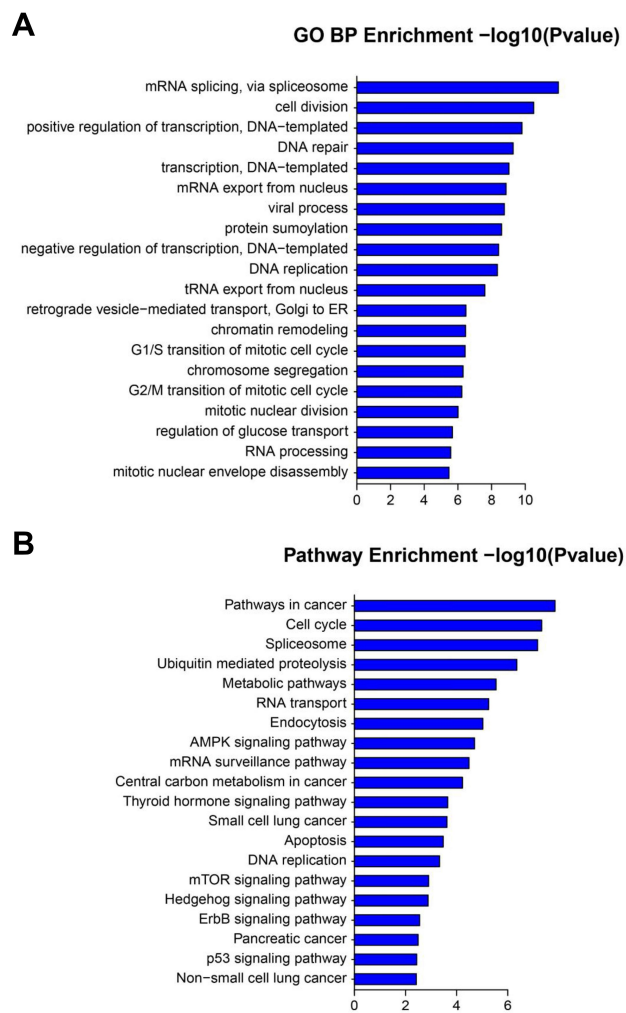 A
GO BP Enrichment −log10(Pvalue)
mRNA splicing, via spliceosome
cell division
positive regulation of transcription, DNA−templated
DNA repair
transcription, DNA−templated
mRNA export from nucleus
viral process
protein sumoylation
negative regulation of transcription, DNA−templated
DNA replication
tRNA export from nucleus
retrograde vesicle−mediated transport, Golgi to ER
chromatin remodeling
G1/S transition of mitotic cell cycle
chromosome segregation
G2/M transition of mitotic cell cycle
mitotic nuclear division
regulation of glucose transport
RNA processing
mitotic nuclear envelope disassembly
0 2 4 6 8 10
B
Pathway Enrichment −log10(Pvalue)
Pathways in cancer
Cell cycle
Spliceosome
Ubiquitin mediated proteolysis
Metabolic pathways
RNA transport
Endocytosis
AMPK signaling pathway
mRNA surveillance pathway
Central carbon metabolism in cancer
Thyroid hormone signaling pathway
Small cell lung cancer
Apoptosis
DNA replication
mTOR signaling pathway
Hedgehog signaling pathway
ErbB signaling pathway
Pancreatic cancer
p53 signaling pathway
Non−small cell lung cancer
0 2 4 6